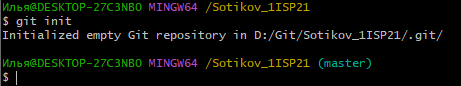 Илья@DESKTOP-27C3NBO MINGW64 /Sotikov_1ISP21
$ git init
Initialized empty Git repository in D:/Git/Sotikov_1ISP21/.git/
Илья@DESKTOP-27C3NBO MINGW64 /Sotikov_1ISP21 (master)
$